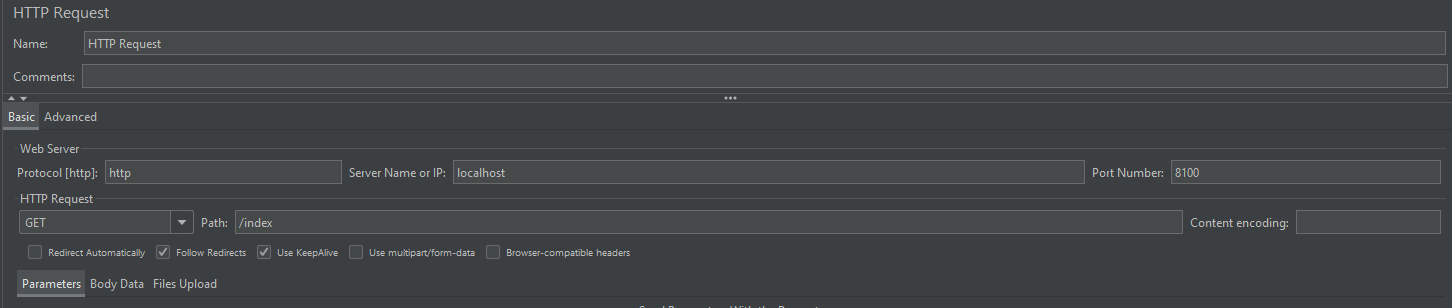 HTTP Request
Name: HTTP Request
Comments:
Basic Advanced
Web Server
Protocol [http]: http Server Name or IP: localhost Port Number: 8100
HTTP Request
GET Path: /index Content encoding:
Redirect Automatically Follow Redirects Use KeepAlive Use multipart/form-data Browser-compatible headers
Parameters Body Data Files Upload